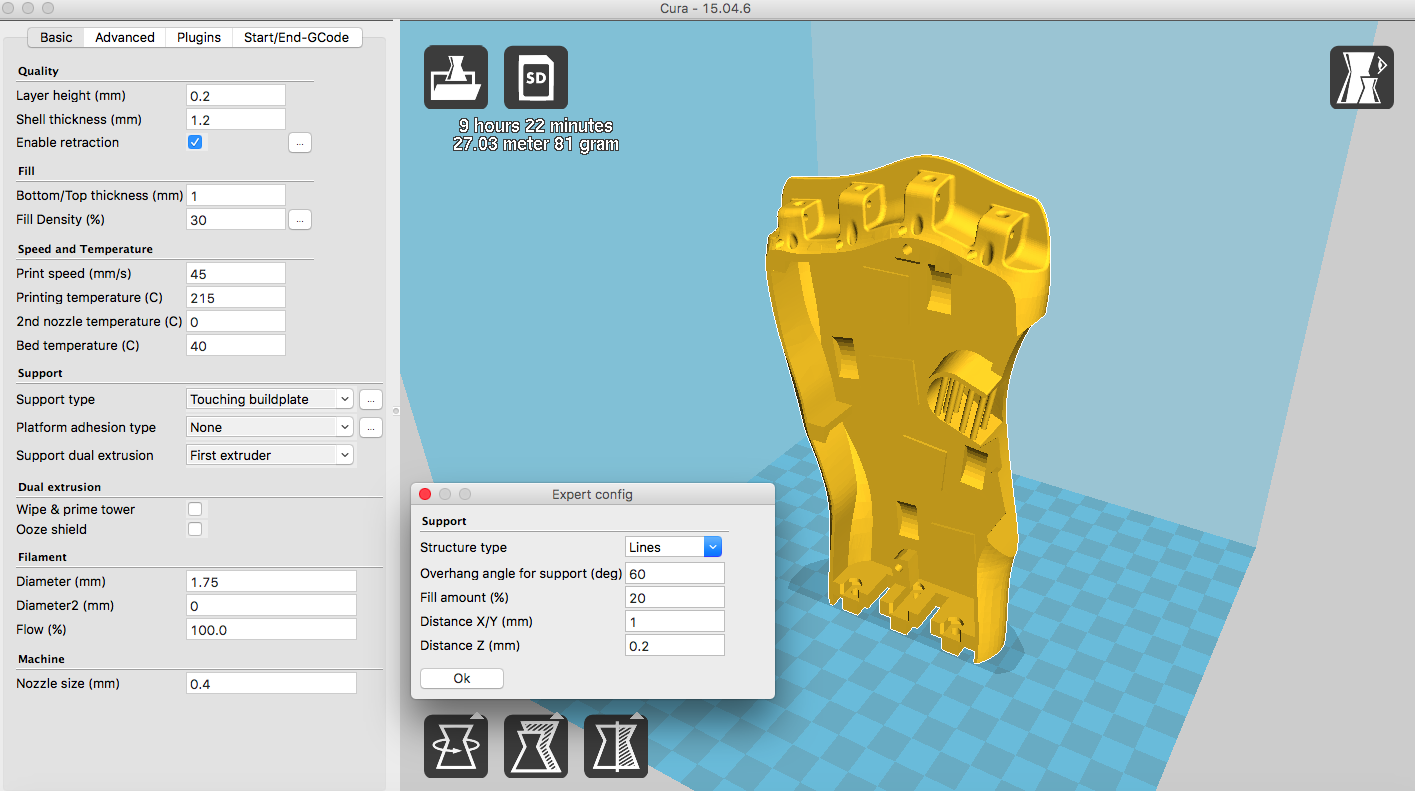 Cura - 15.04.6
Basic Advanced Plugins Start/End-GCode
Quality
Layer height (mm) 0.2
Shell thickness (mm) 1.2
Enable retraction ...
Fill
Bottom/Top thickness (mm) 1
Fill Density (%) 30 ...
Speed and Temperature
Print speed (mm/s) 45
Printing temperature (C) 215
2nd nozzle temperature (C) 0
Bed temperature (C) 40
Support
Support type Touching buildplate ...
Platform adhesion type None ...
Support dual extrusion First extruder
Dual extrusion
Wipe & prime tower
Ooze shield
Filament
Diameter (mm) 1.75
Diameter2 (mm) 0
Flow (%) 100.0
Machine
Nozzle size (mm) 0.4
SD
9 hours 22 minutes
27.03 meter 81 gram
Expert config
Support
Structure type Lines
Overhang angle for support (deg) 60
Fill amount (%) 20
Distance X/Y (mm) 1
Distance Z (mm) 0.2
Ok